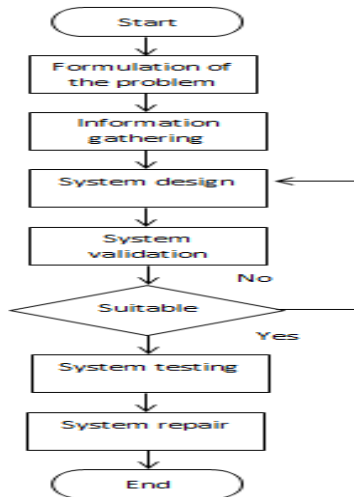 Start
Formulation of
the problem
Information
gathering
System design
System
validation
No
Suitable
Yes
System testing
System repair
End